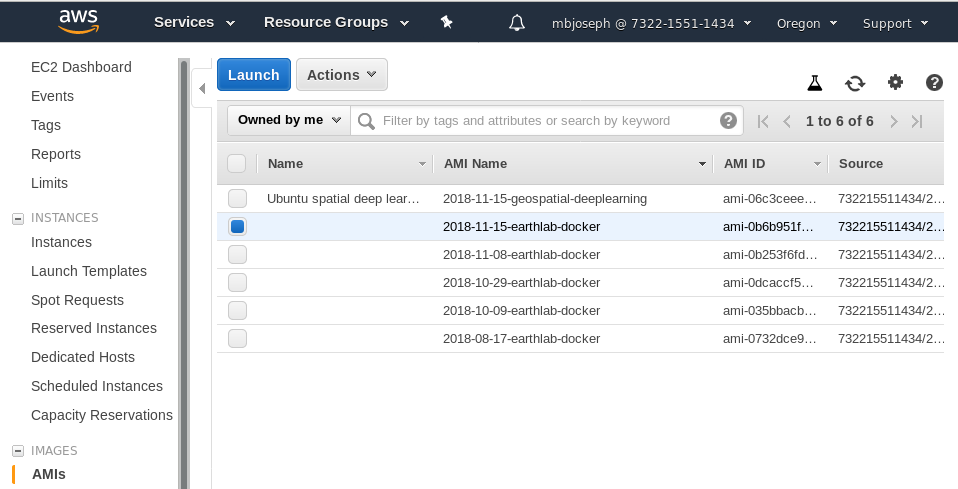 aws Services Resource Groups mbjoseph @ 7322-1551-1434 Oregon Support
EC2 Dashboard
Events
Tags
Reports
Limits
INSTANCES
Instances
Launch Templates
Spot Requests
Reserved Instances
Dedicated Hosts
Scheduled Instances
Capacity Reservations
IMAGES
AMIs
Launch Actions
Owned by me Filter by tags and attributes or search by keyword ? 1 to 6 of 6
Name AMI Name AMI ID Source
Ubuntu spatial deep lear… 2018-11-15-geospatial-deeplearning ami-06c3ceee… 732215511434/2…
2018-11-15-earthlab-docker ami-0b6b951f… 732215511434/2…
2018-11-08-earthlab-docker ami-0b253f6fd… 732215511434/2…
2018-10-29-earthlab-docker ami-0dcaccf5… 732215511434/2…
2018-10-09-earthlab-docker ami-035bbacb… 732215511434/2…
2018-08-17-earthlab-docker ami-0732dce9… 732215511434/2…